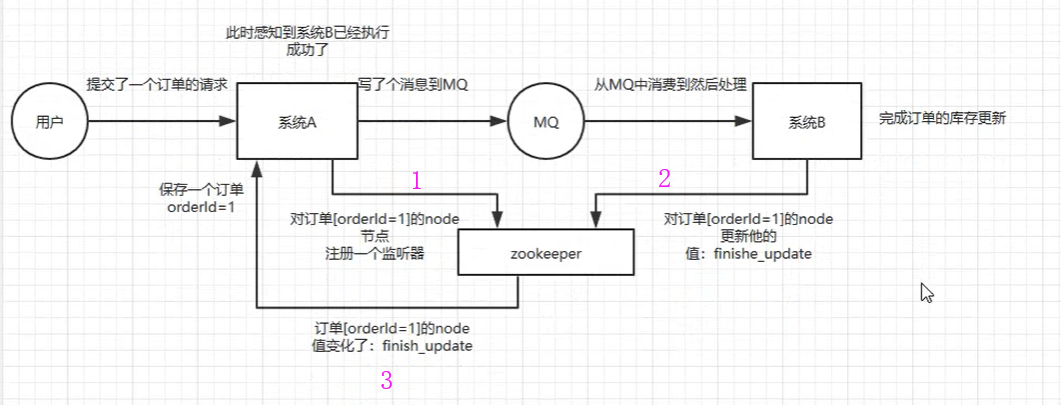 此时感知到系统B已经执行
成功了
提交了一个订单的请求
写了个消息到MQ
从MQ中消费到然后处理
用户
系统A
MQ
系统B
完成订单的库存更新
保存一个订单
orderId=1
1
2
对订单[orderId=1]的node
节点
注册一个监听器
zookeeper
对订单[orderId=1]的node
更新他的
值：finishe_update
订单[orderId=1]的node
值变化了：finish_update
3